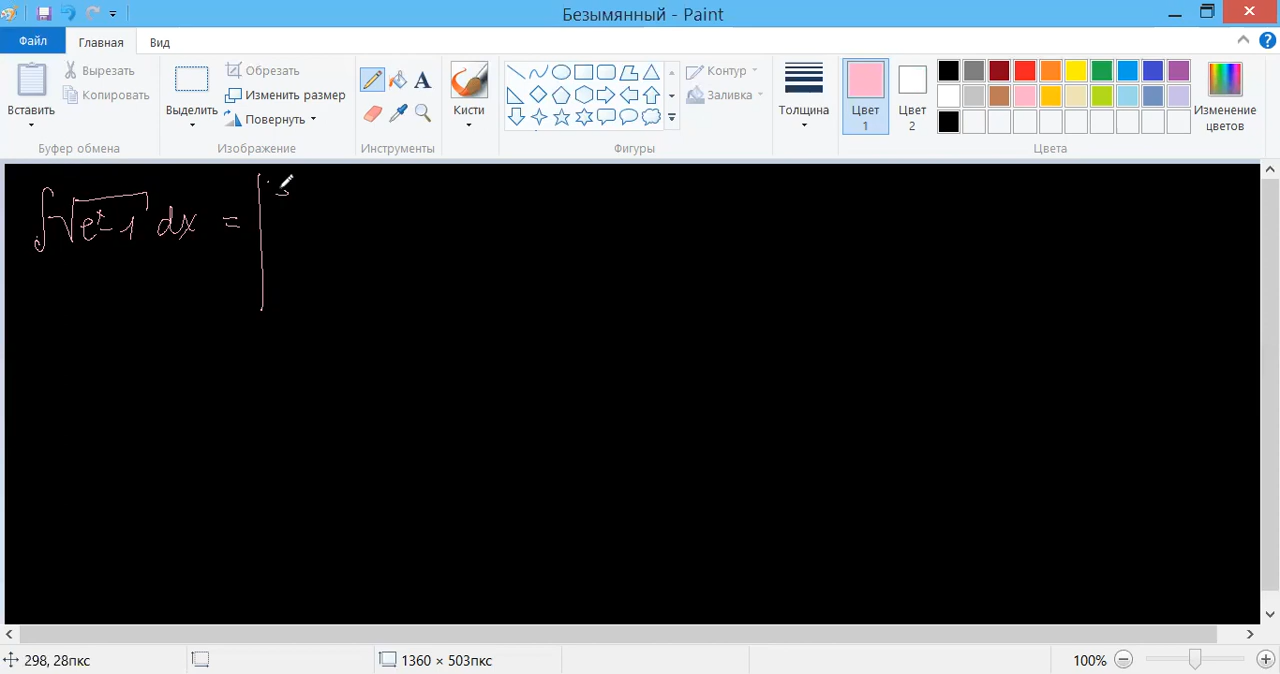 Безымянный - Paint
Файл Главная Вид
Вставить
Вырезать
Копировать
Буфер обмена
Выделить
Обрезать
Изменить размер
Повернуть
Изображение
Инструменты
Кисти
Фигуры
Контур
Заливка
Толщина
Цвет 1
Цвет 2
Цвета
Изменение цветов
∫√(eˣ-1) dx =
298, 28пкс
1360 × 503пкс
100%